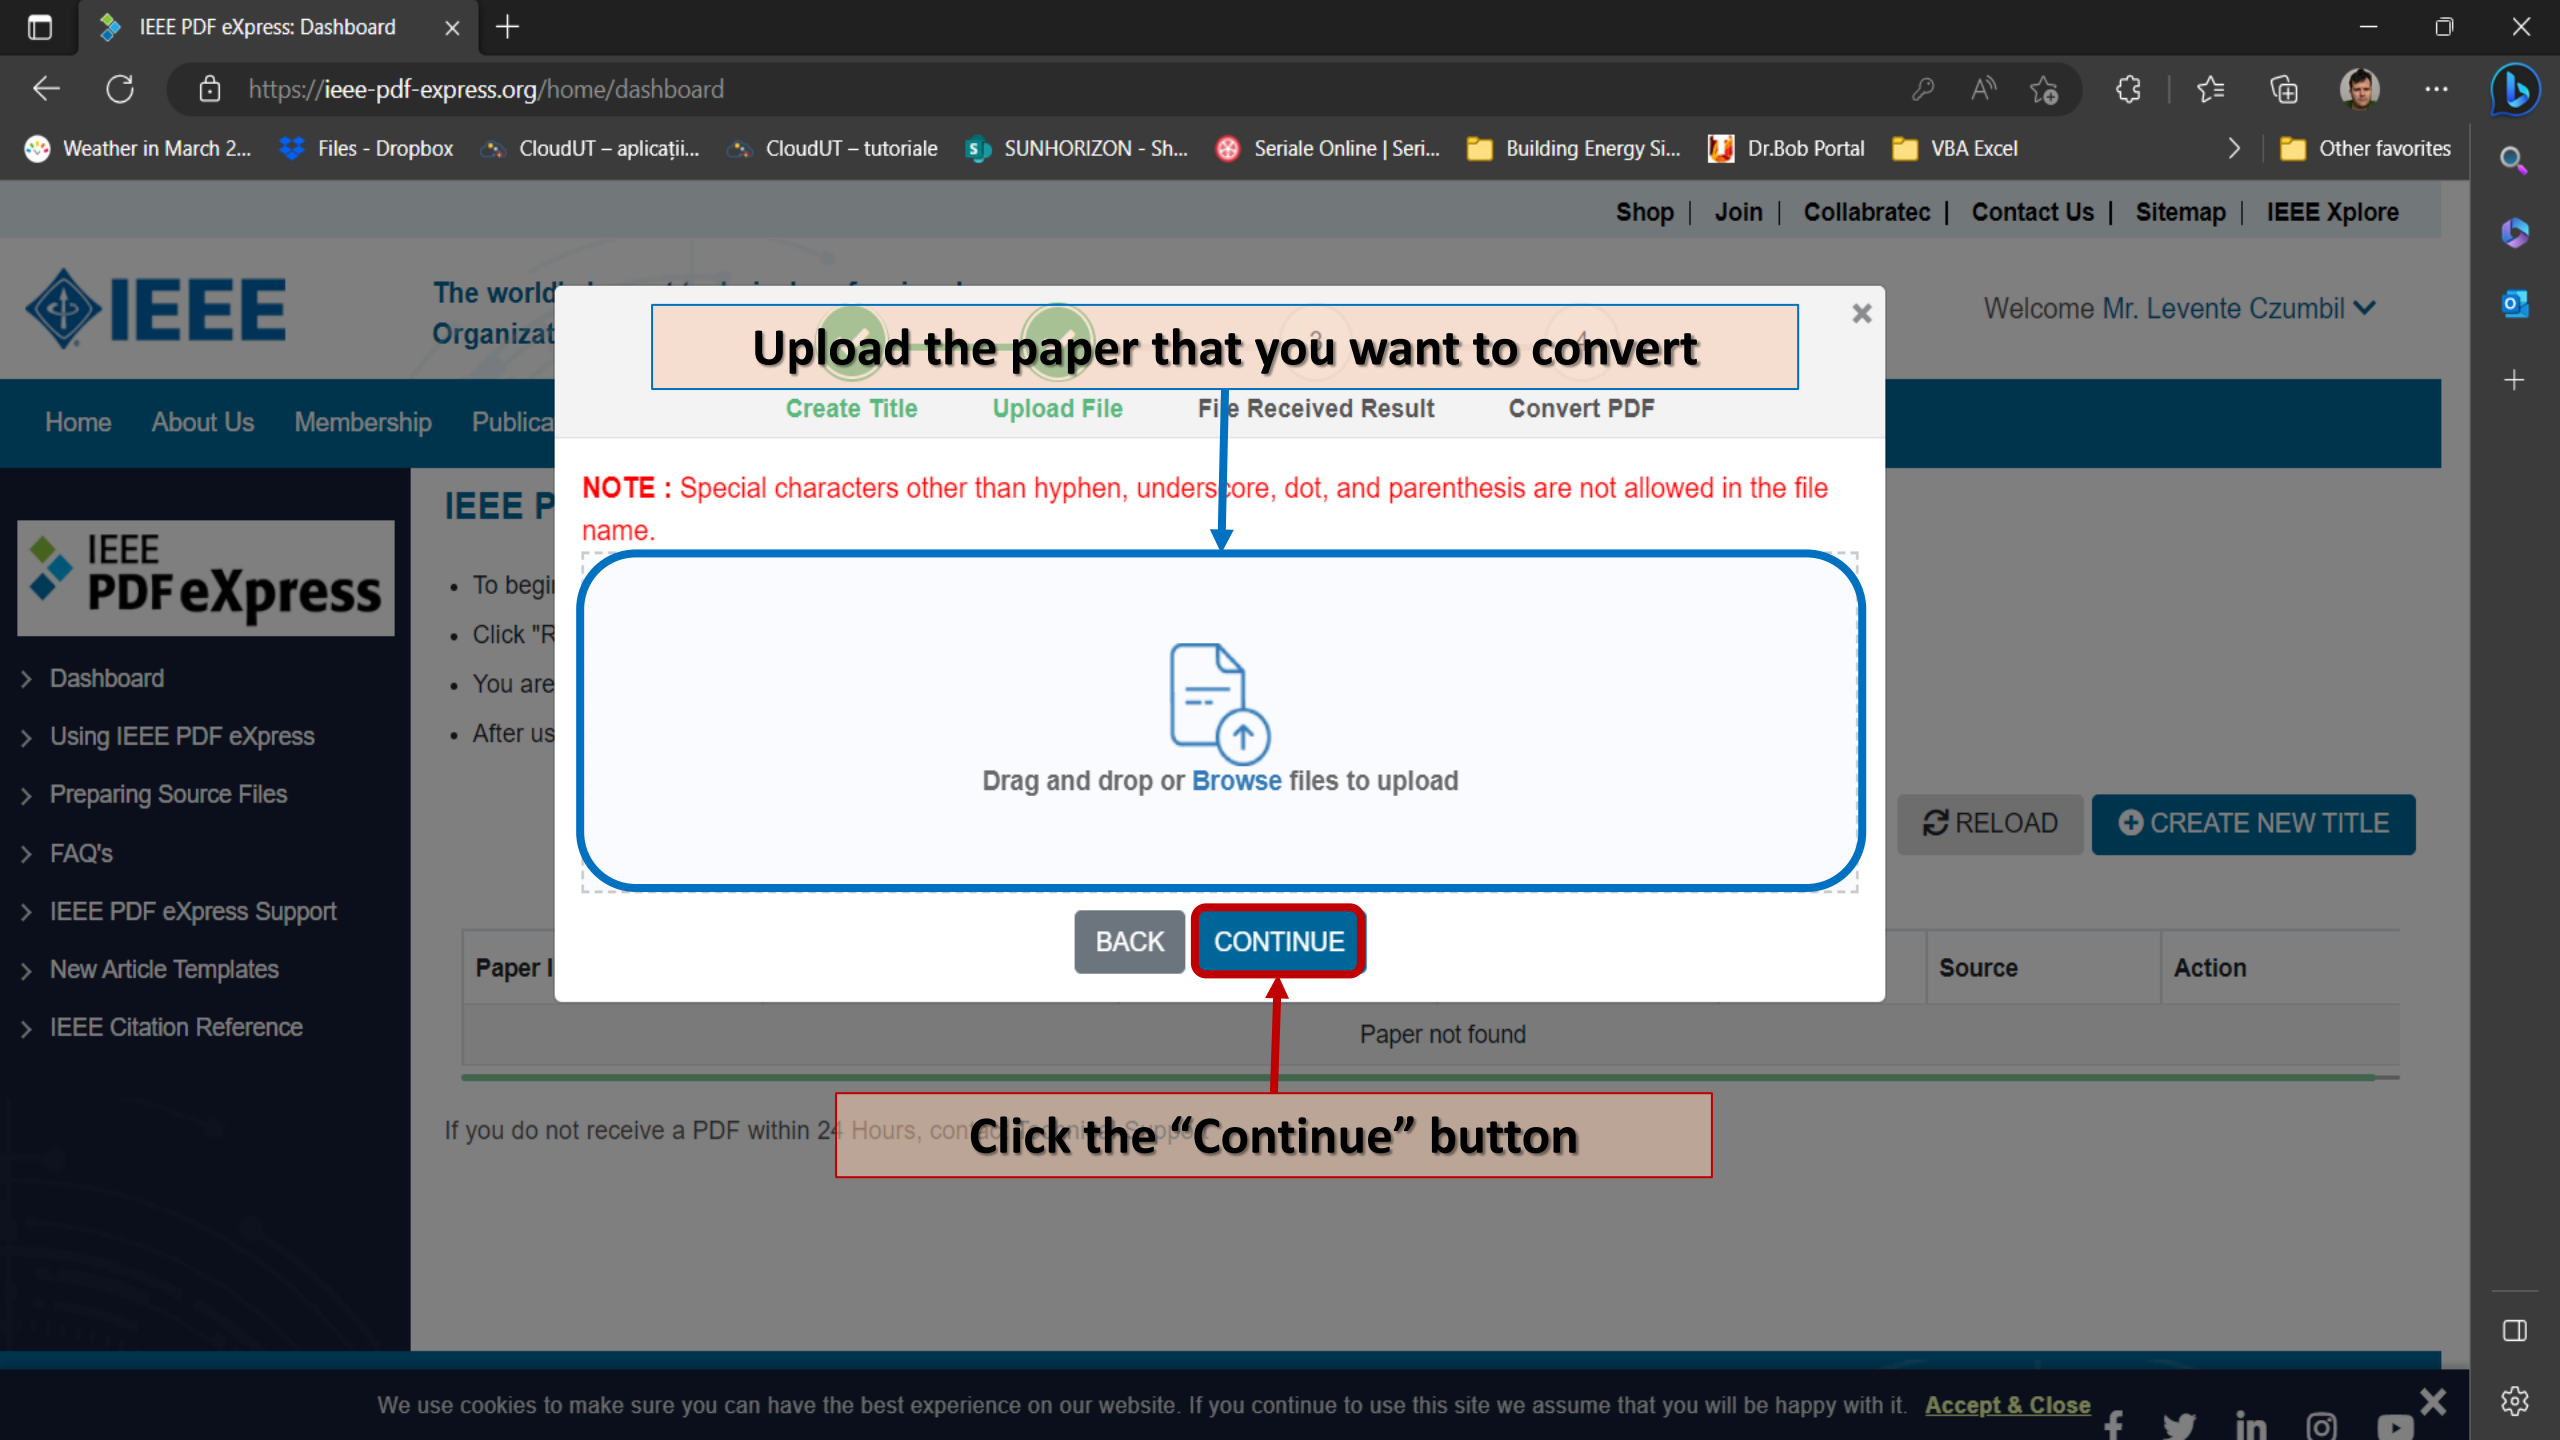 IEEE PDF eXpress: Dashboard
https://ieee-pdf-express.org/home/dashboard
Weather in March 2...
Files - Dropbox
CloudUT – aplicații...
CloudUT – tutoriale
SUNHORIZON - Sh...
Seriale Online | Seri...
Building Energy Si...
Dr.Bob Portal
VBA Excel
Other favorites
Shop | Join | Collabratec | Contact Us | Sitemap | IEEE Xplore
IEEE
The world
Organizat
Welcome Mr. Levente Czumbil
Upload the paper that you want to convert
Create Title
Upload File
File Received Result
Convert PDF
Home
About Us
Membership
Publica
NOTE : Special characters other than hyphen, underscore, dot, and parenthesis are not allowed in the file
name.
IEEE P
IEEE
PDF eXpress
To begi
Click "R
You are
After us
Drag and drop or Browse files to upload
Dashboard
Using IEEE PDF eXpress
Preparing Source Files
FAQ's
IEEE PDF eXpress Support
New Article Templates
IEEE Citation Reference
RELOAD
CREATE NEW TITLE
BACK
CONTINUE
Paper I
Source
Action
Paper not found
If you do not receive a PDF within 24 Hours, contact Technical Support
Click the “Continue” button
We use cookies to make sure you can have the best experience on our website. If you continue to use this site we assume that you will be happy with it. Accept & Close